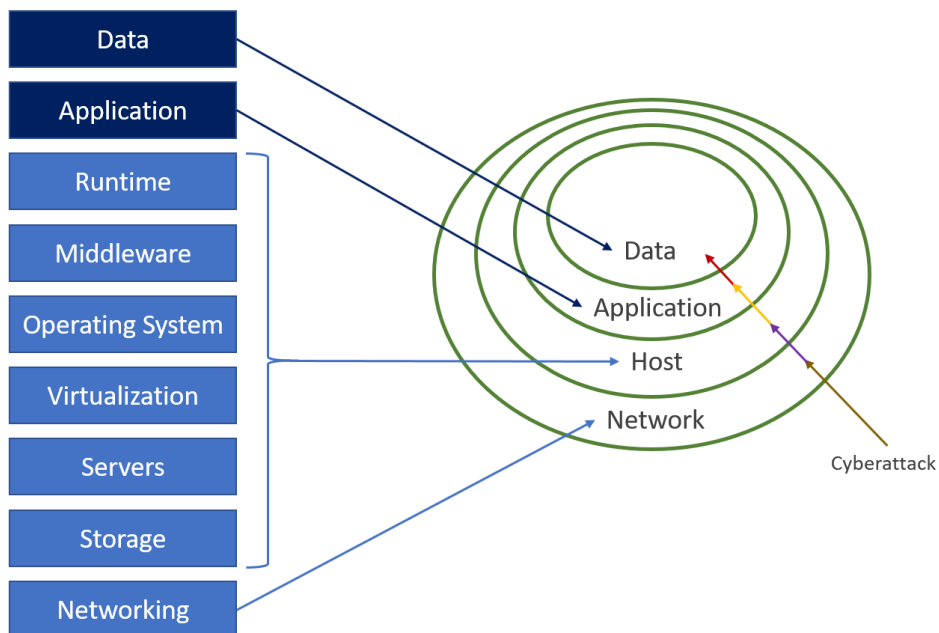 Data
Application
Runtime
Middleware
Operating System
Virtualization
Servers
Storage
Networking
Data
Application
Host
Network
Cyberattack